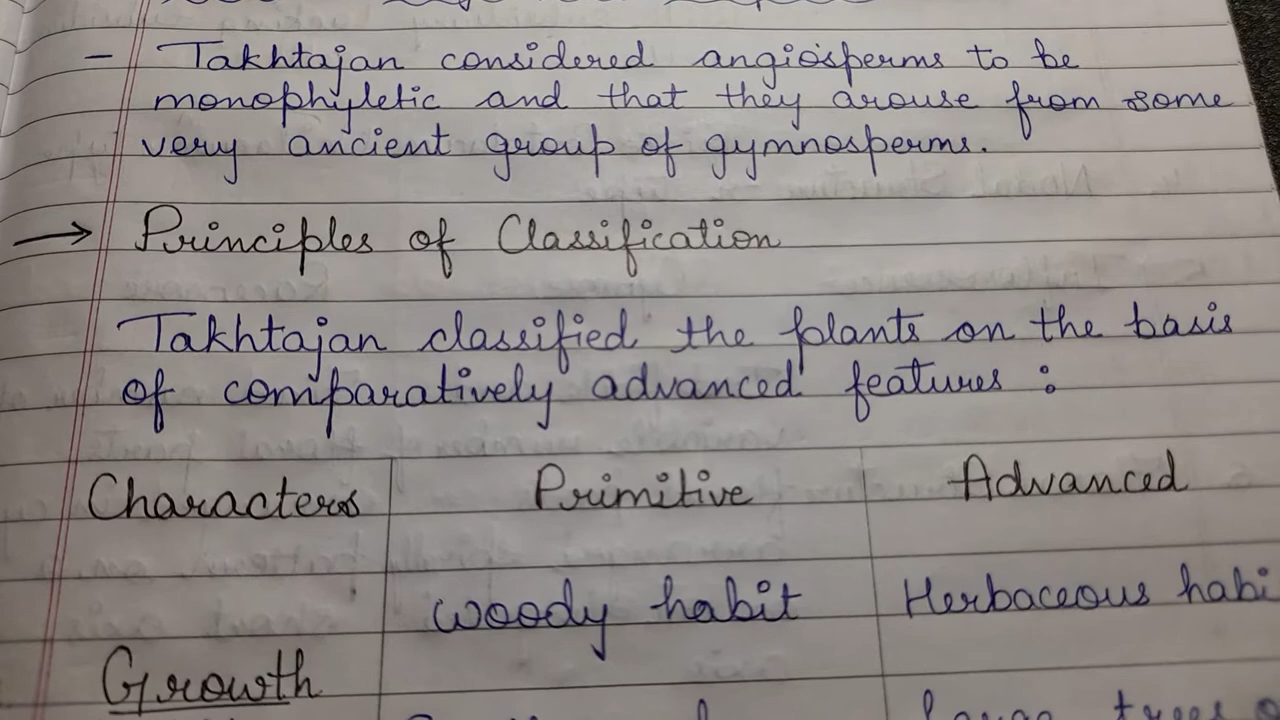 - Takhtajan considered angiosperms to be
monophyletic and that they arouse from some
very ancient group of gymnosperms.
→ Principles of Classification
Takhtajan classified the plants on the basis
of comparatively advanced features :
Characters Primitive Advanced
Woody habit Herbaceous habi
Growth
trees